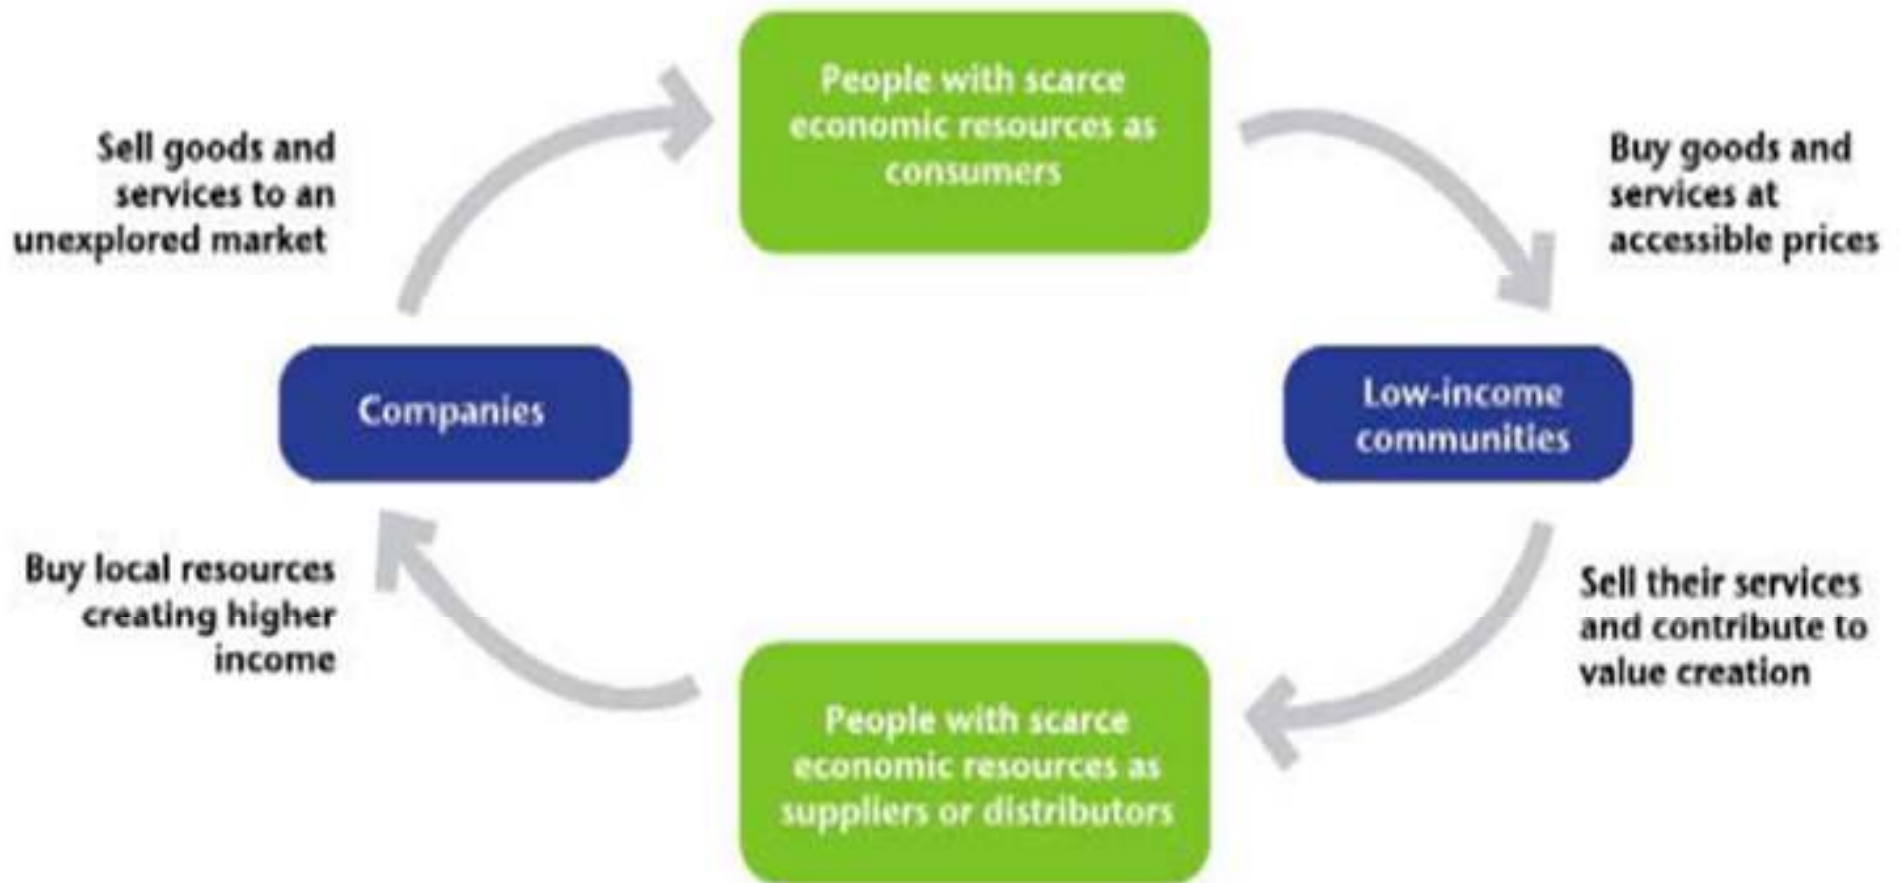 People with scarce
economic resources as
consumers
Sell goods and
services to an
unexplored market
Buy goods and
services at
accessible prices
Companies
Low-income
communities
Buy local resources
creating higher
income
Sell their services
and contribute to
value creation
People with scarce
economic resources as
suppliers or distributors